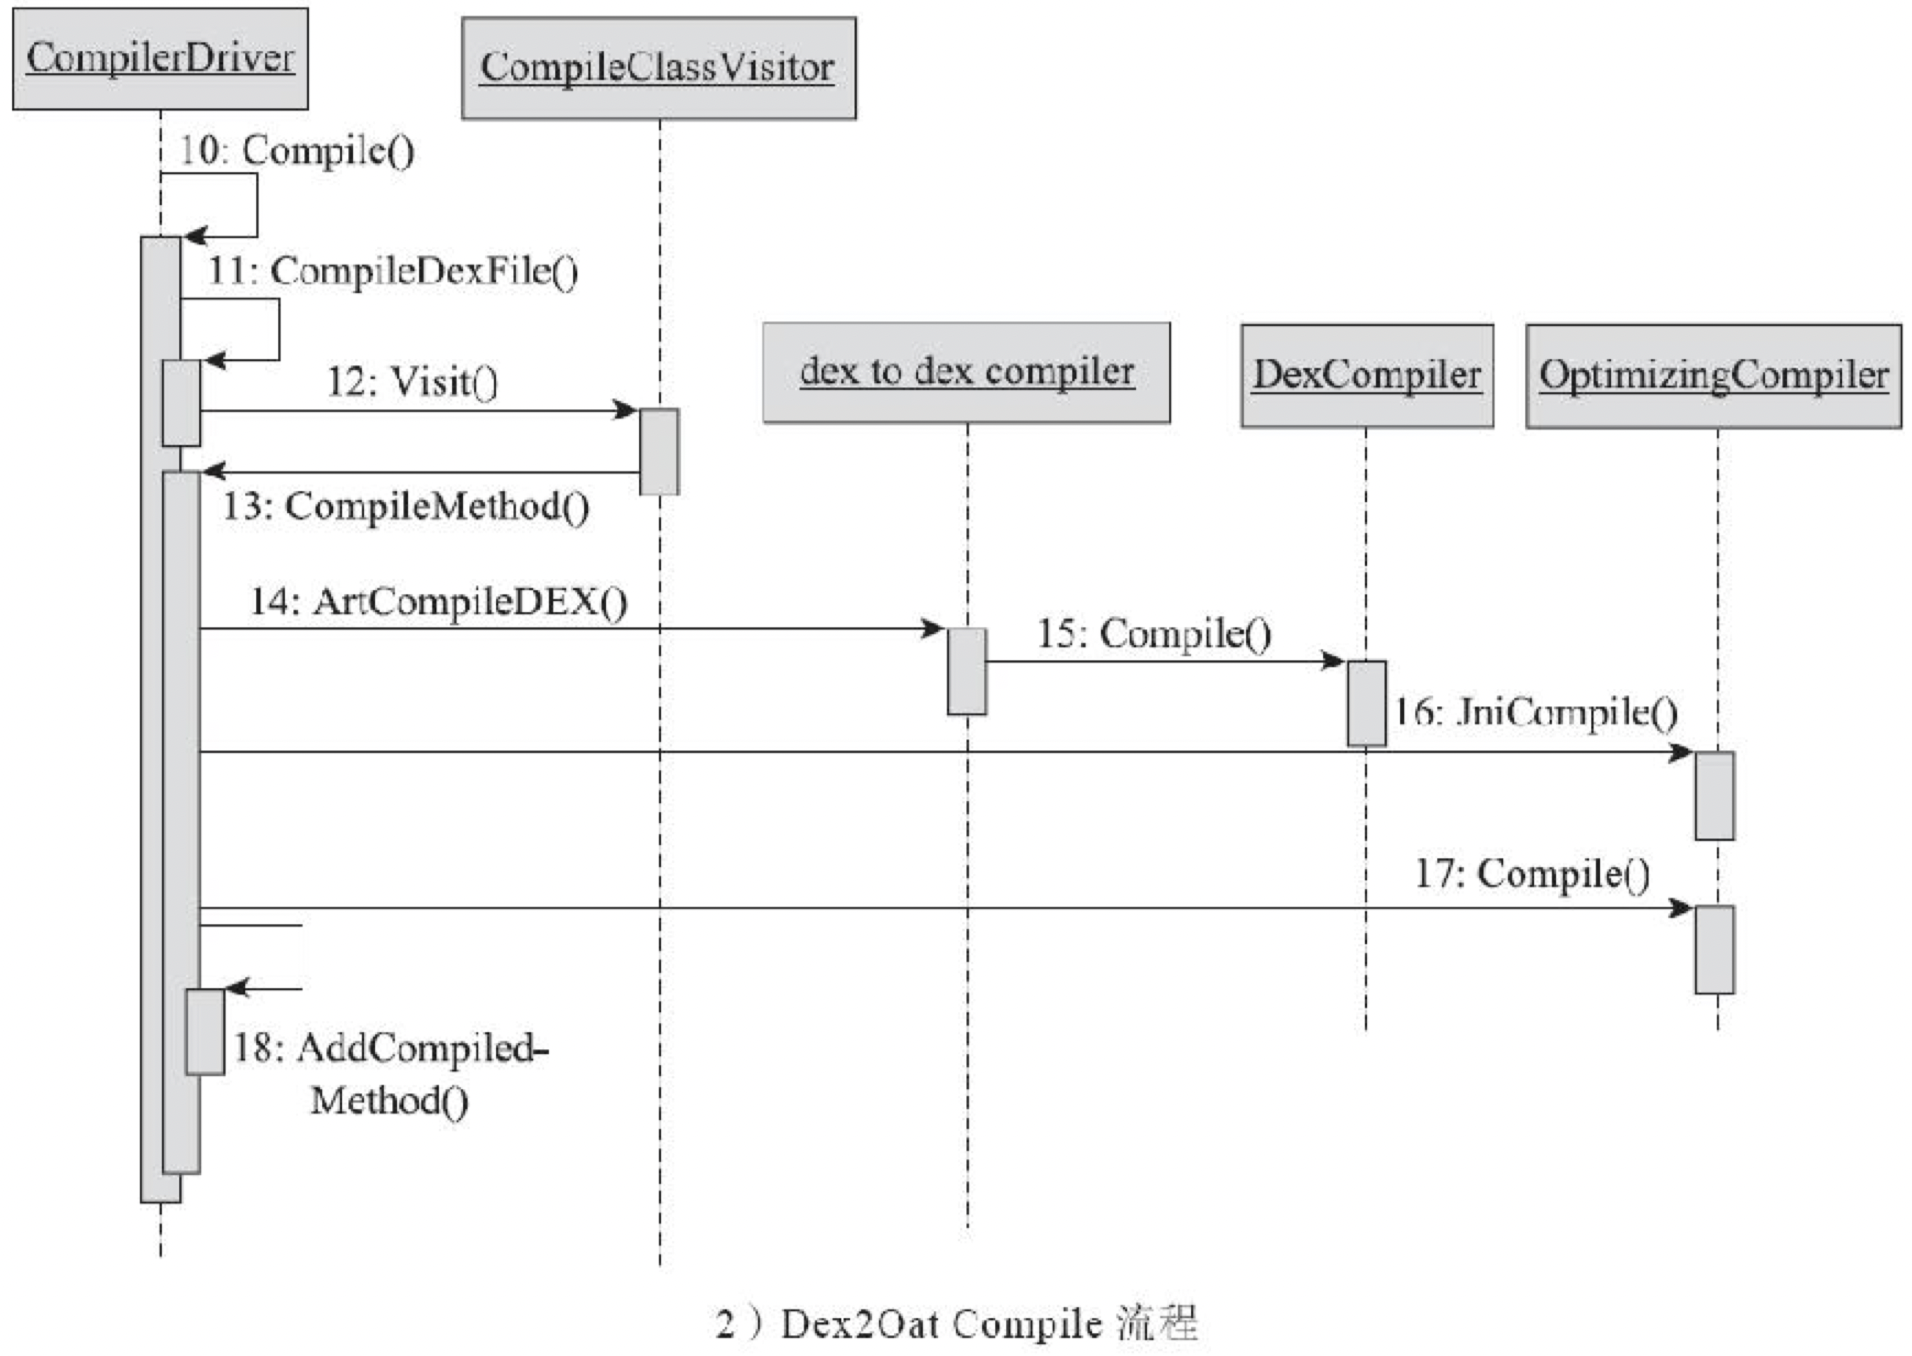 CompilerDriver
CompileClassVisitor
10: Compile()
11: CompileDexFile()
dex to dex compiler
DexCompiler
OptimizingCompiler
12: Visit()
13: CompileMethod()
14: ArtCompileDEX()
15: Compile()
16: JniCompile()
17: Compile()
18: AddCompiled-
Method()
2）Dex2Oat Compile 流程